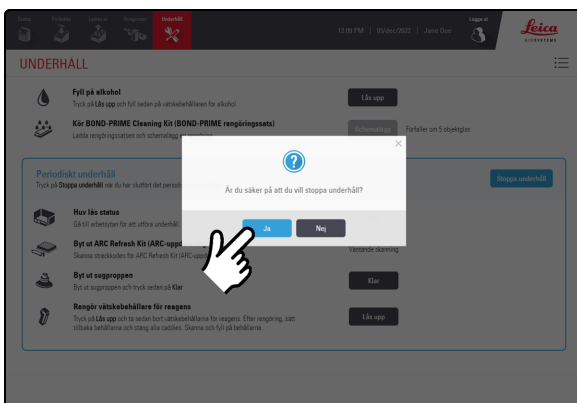 Status
Underhåll
Logga ut
12:00 PM | 05/dec/2022 | Jane Doe
Leica
BIOSYSTEMS
UNDERHÅLL
Fyll på alkohol
Tryck på Lås upp och fyll sedan på vätskebehållaren för alkohol.
Lås upp
Kör BOND-PRIME Cleaning Kit (BOND-PRIME rengöringssats)
Ladda rengöringssatsen och schemalägg en
Schemalägg
Förfaller om 5 objektglas
Periodiskt underhåll
Tryck på Stoppa underhåll när du har slutfört det period
Stoppa underhåll
Är du säker på att du vill stoppa underhåll?
Ja
Nej
Huv lås status
Gå till arbetsytan för att utföra underhåll
Byt ut ARC Refresh Kit (ARC-uppd
Skanna streckkoden för ARC Refresh Kit (ARC-uppd
Väntande skanning
Byt ut sugproppen
Byt ut sugproppen och tryck sedan på Klar
Klar
Rengör vätskebehållare för reagens
Tryck på Lås upp och ta sedan bort vätskebehållarna för reagens. Efter rengöring, sätt
tillbaka behållarna och stäng alla caddies. Skanna och fyll på behållarna.
Lås upp